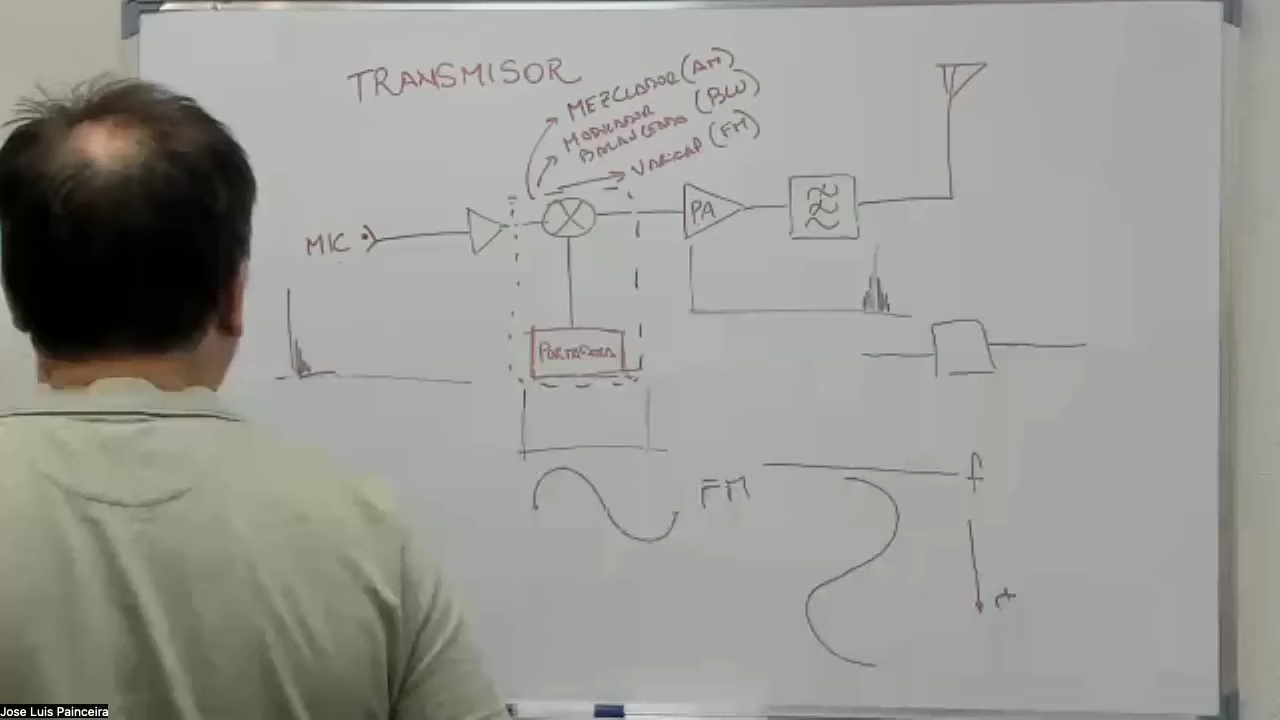 TRANSMISOR
MEZCLADOR (AM)
MODULADOR (BLU)
BALANCEADO
VARICAP (FM)
MIC
PA
PORTADORA
FM
f
t
Jose Luis Painceira